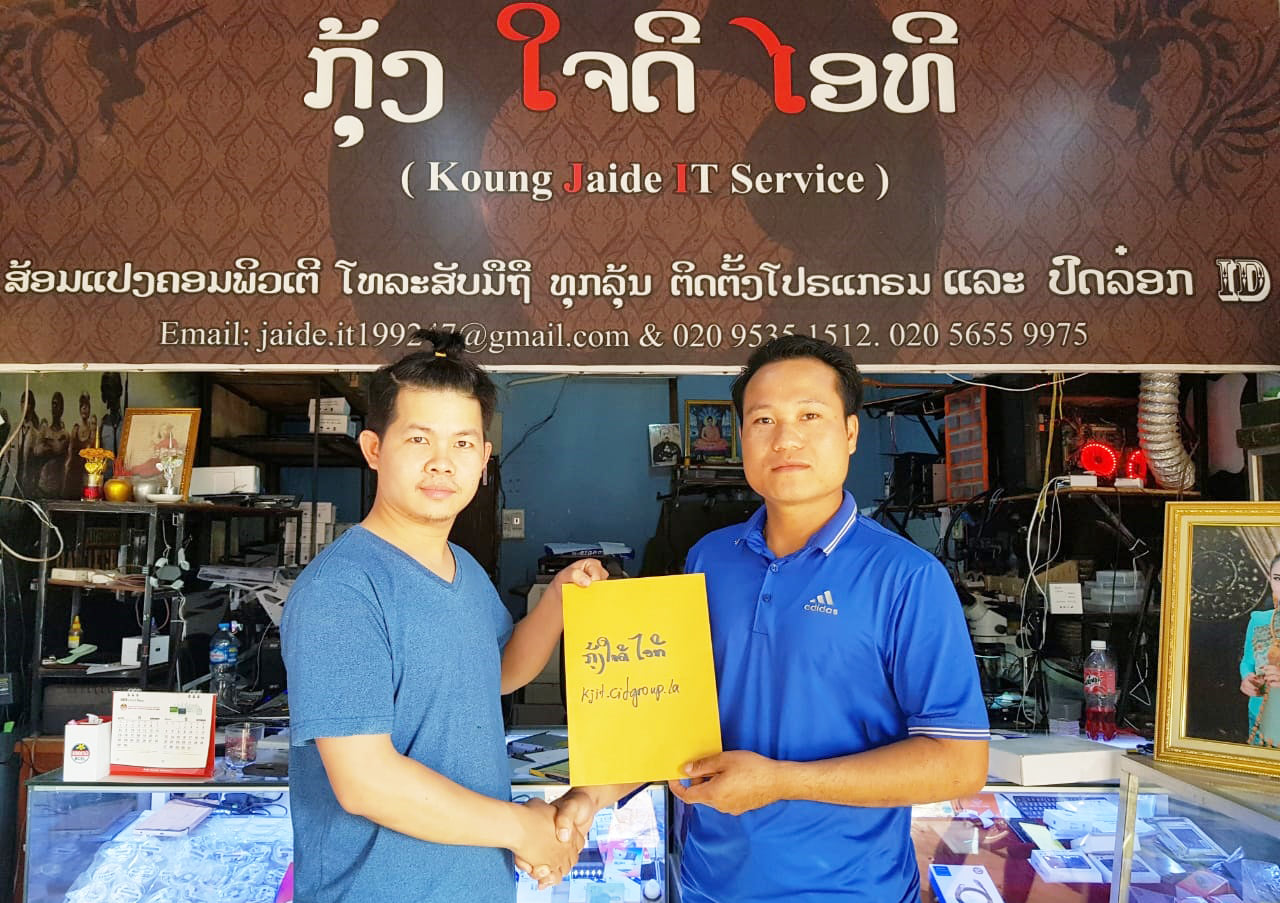 ກຸ້ງ ໃຈດີ ໄອທີ
( Koung Jaide IT Service )
ສ້ອມແປງຄອມພິວເຕີ ໂທລະສັບມືຖື ທຸກລຸ້ນ ຕິດຕັ້ງໂປຣແກຣມ ແລະ ປົດລ໋ອກ ID
Email: jaide.it199247@gmail.com & 020 9535 1512. 020 5655 9975
adidas
ກຸ້ງໃຈດີ ໄອທີ
kjit.cidgroup.la